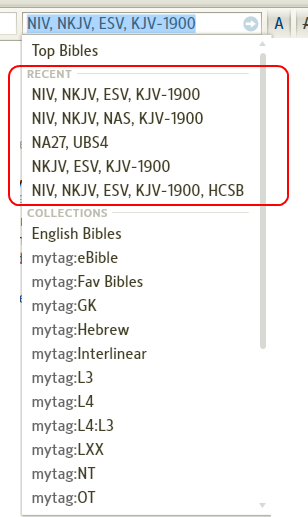 NIV, NKJV, ESV, KJV-1900
A
Top Bibles
RECENT
NIV, NKJV, ESV, KJV-1900
NIV, NKJV, NAS, KJV-1900
NA27, UBS4
NKJV, ESV, KJV-1900
NIV, NKJV, ESV, KJV-1900, HCSB
COLLECTIONS
English Bibles
mytag:eBible
mytag:Fav Bibles
mytag:GK
mytag:Hebrew
mytag:Interlinear
mytag:L3
mytag:L4
mytag:L4:L3
mytag:LXX
mytag:NT
mytag:OT